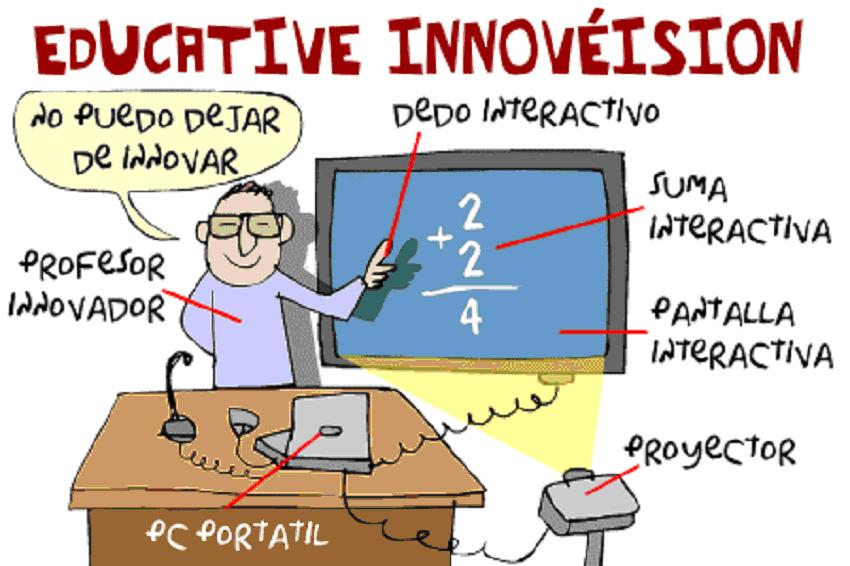 EDUCATIVE INNOVÉISION
NO PUEDO DEJAR
DE INNOVAR
DEDO INTERACTIVO
2
+
2
4
SUMA
INTERACTIVA
PROFESOR
INNOVADOR
PANTALLA
INTERACTIVA
PROYECTOR
PC PORTATIL